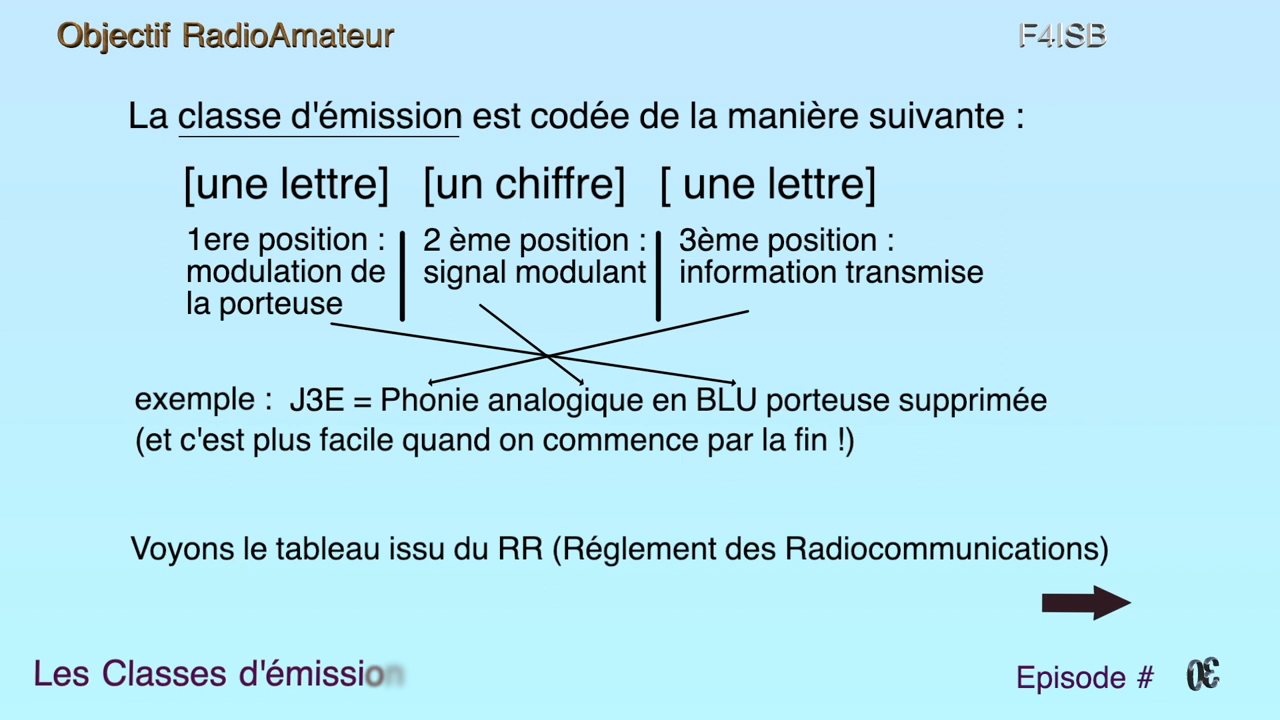 Objectif RadioAmateur
F4ISB
La classe d'émission est codée de la manière suivante :
[une lettre] [un chiffre] [ une lettre]
1ere position :
modulation de
la porteuse
2 ème position :
signal modulant
3ème position :
information transmise
exemple : J3E = Phonie analogique en BLU porteuse supprimée
(et c'est plus facile quand on commence par la fin !)
Voyons le tableau issu du RR (Réglement des Radiocommunications)
Les Classes d'émission
Episode #